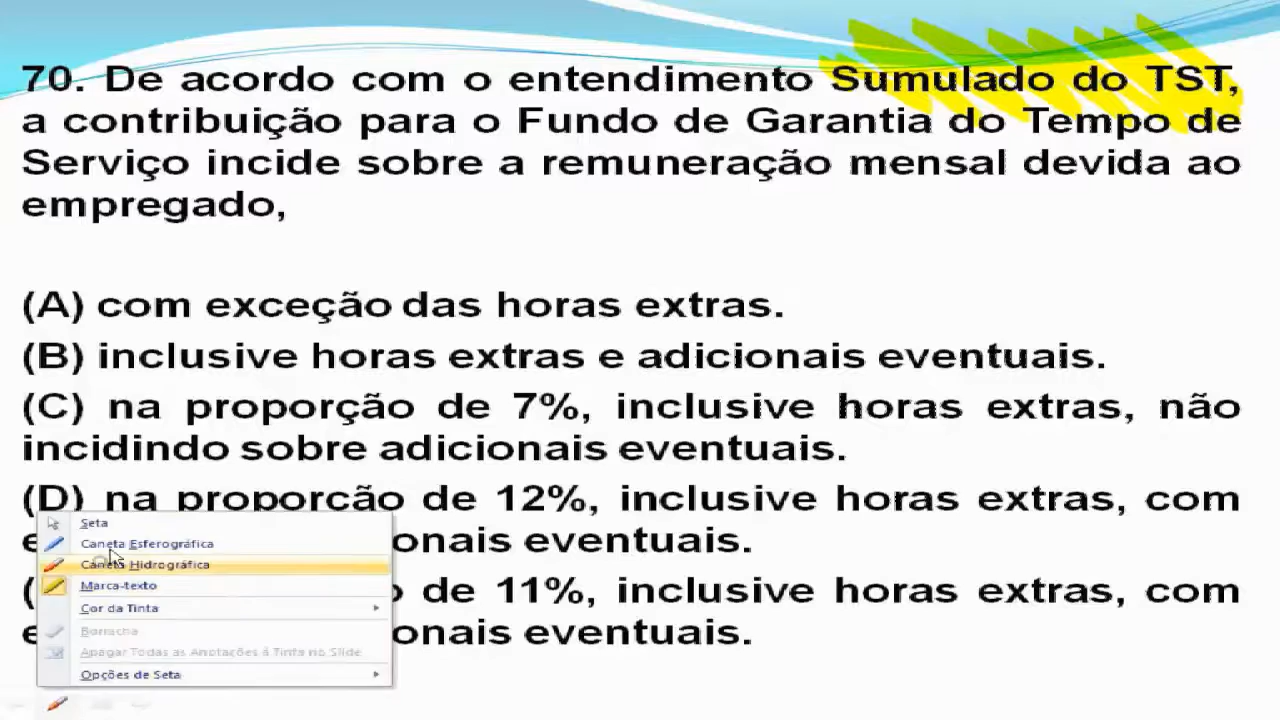 70. De acordo com o entendimento Sumulado do TST,
a contribuição para o Fundo de Garantia do Tempo de
Serviço incide sobre a remuneração mensal devida ao
empregado,
(A) com exceção das horas extras.
(B) inclusive horas extras e adicionais eventuais.
(C) na proporção de 7%, inclusive horas extras, não
incidindo sobre adicionais eventuais.
(D) na proporção de 12%, inclusive horas extras, com
onais eventuais.
de 11%, inclusive horas extras, com
onais eventuais.
Seta
Caneta Esferográfica
Caneta Hidrográfica
Marca-texto
Cor da Tinta
Borracha
Apagar Todas as Anotações à Tinta no Slide
Opções de Seta